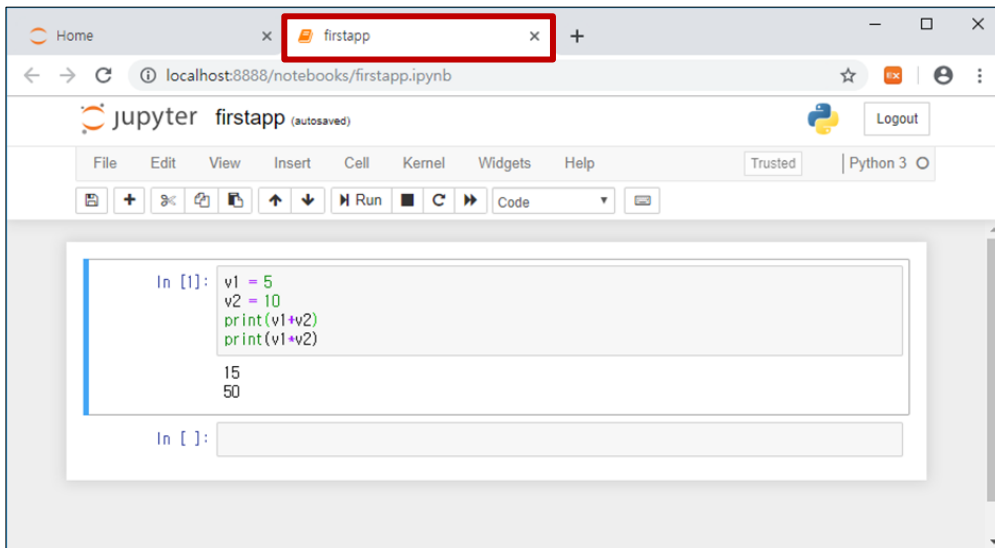 Home
firstapp
localhost:8888/notebooks/firstapp.ipynb
EX
jupyter firstapp (autosaved)
Logout
File Edit View Insert Cell Kernel Widgets Help Trusted Python 3
Run Code
In [1]: v1 = 5
v2 = 10
print(v1+v2)
print(v1*v2)
15
50
In [ ]: